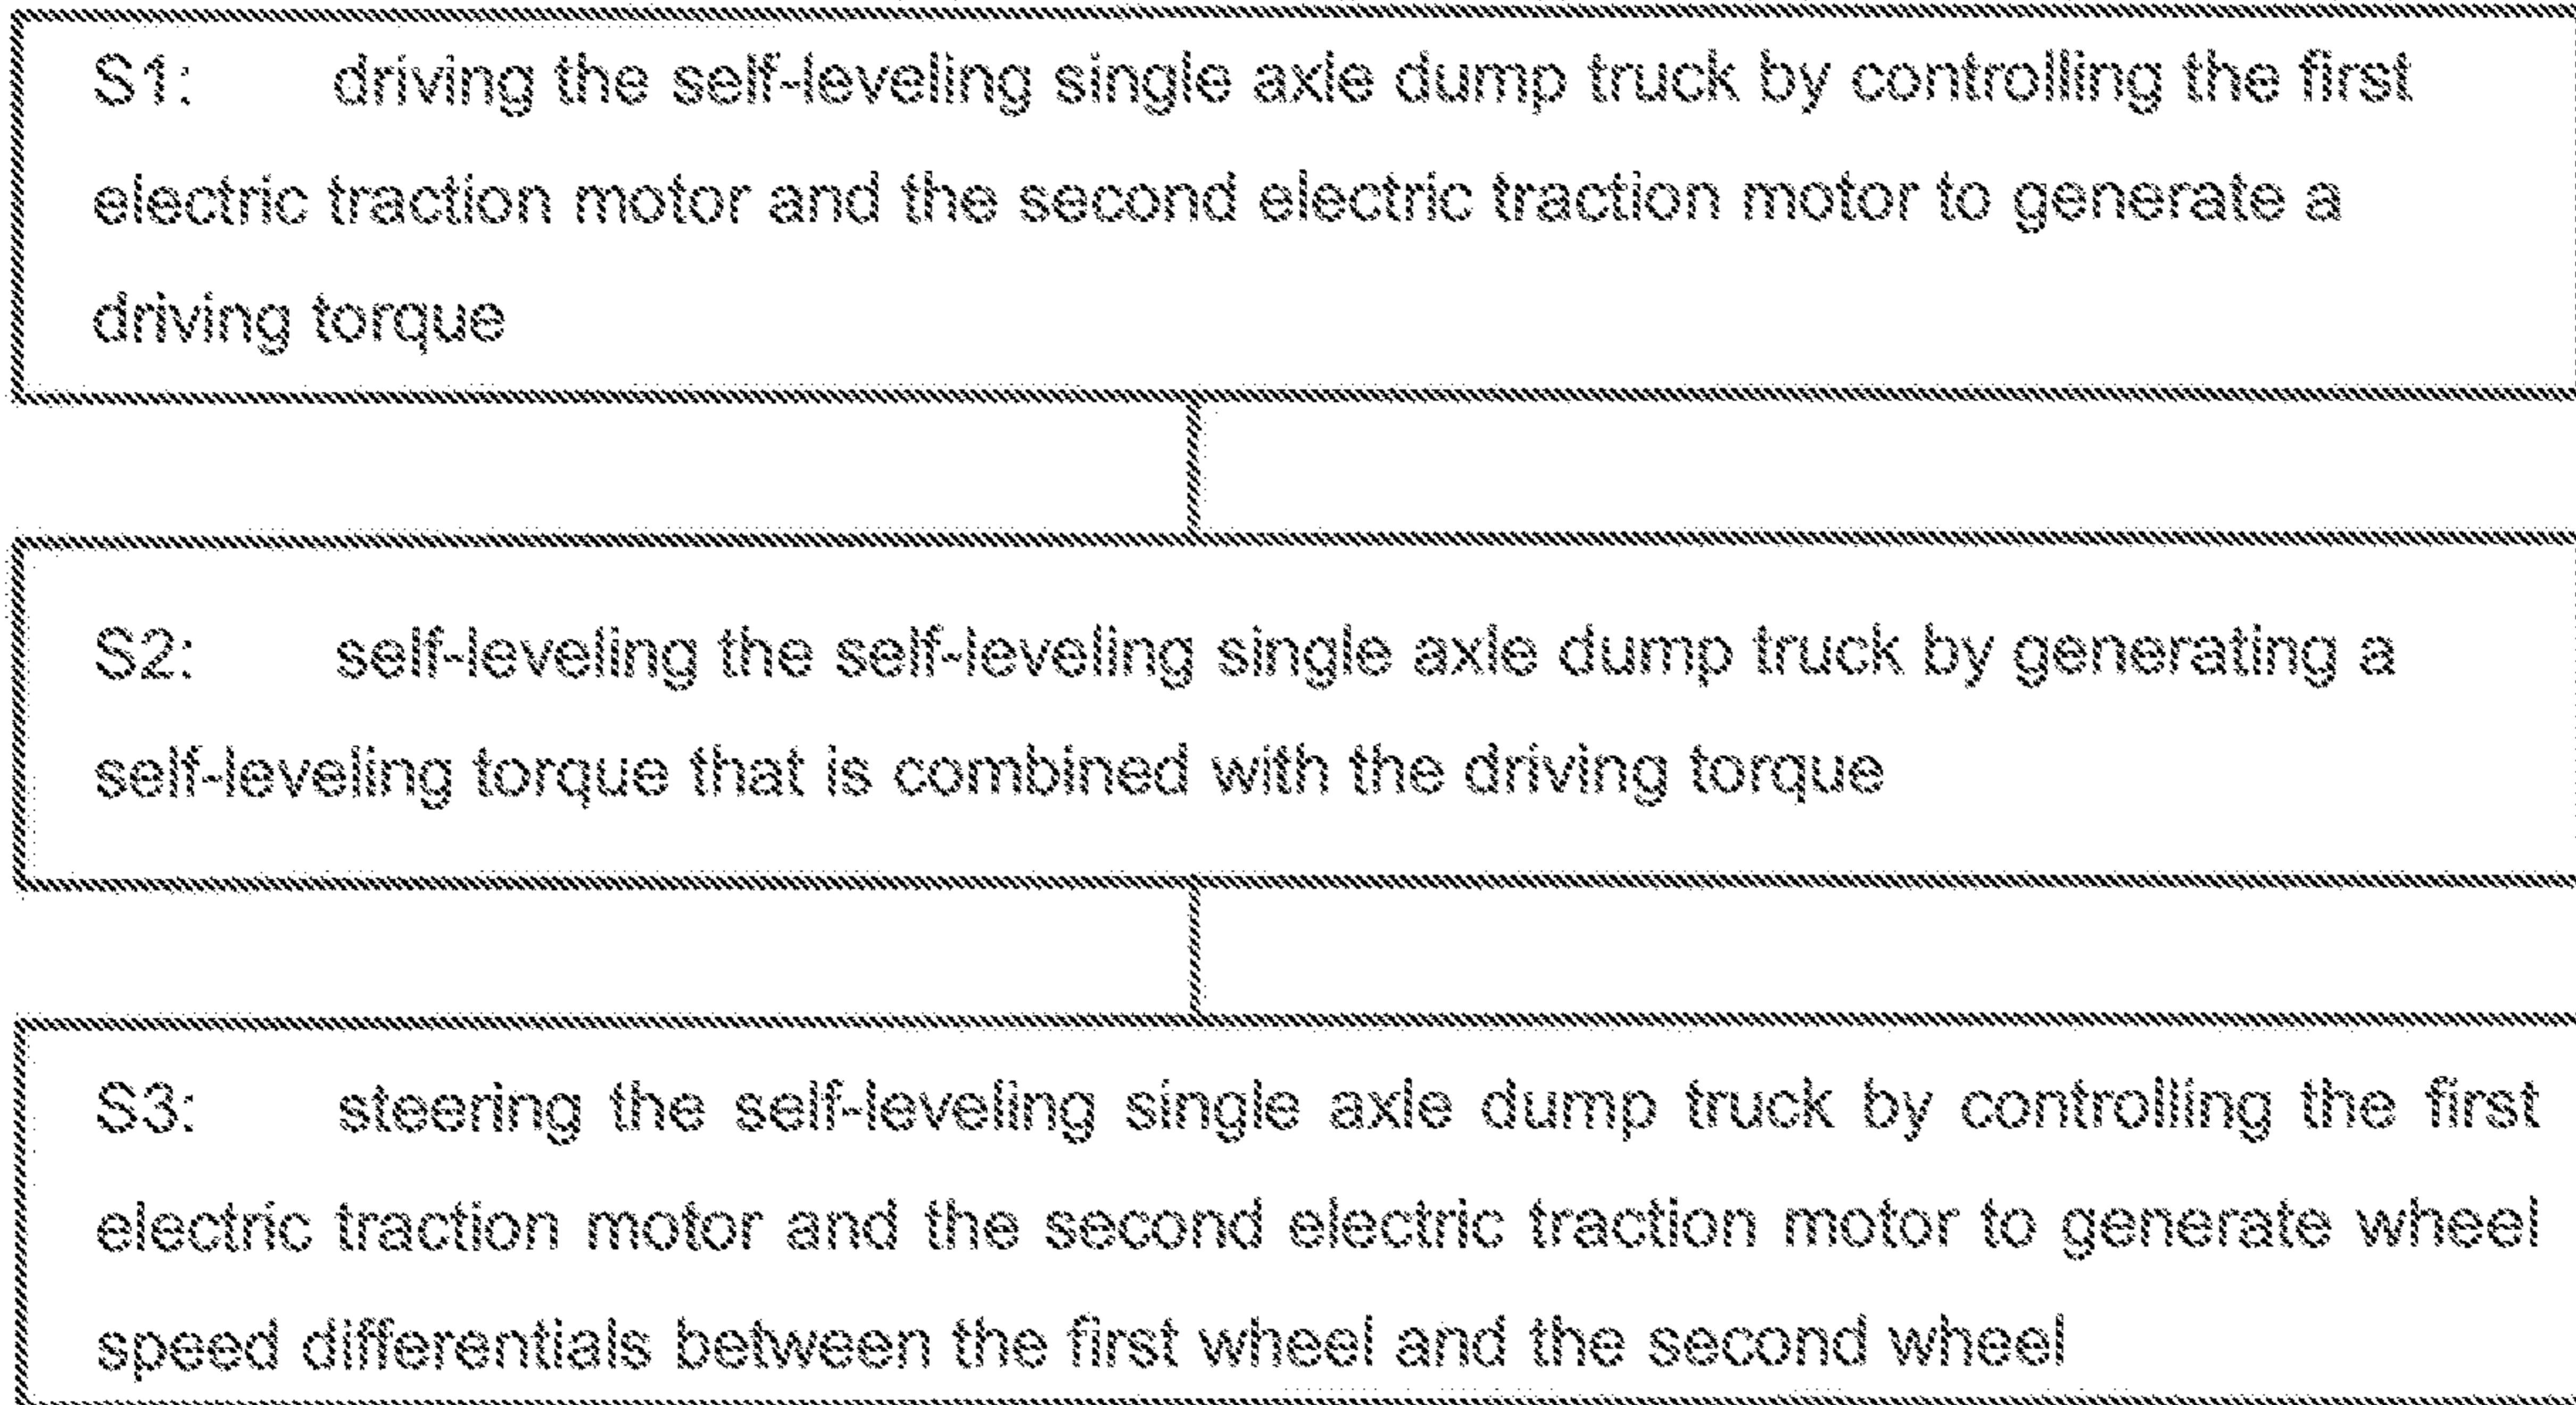 S1: driving the self-leveling single axle dump truck by controlling the first
electric traction motor and the second electric traction motor to generate a
driving torque
S2: self-leveling the self-leveling single axle dump truck by generating a
self-leveling torque that is combined with the driving torque
S3: steering the self-leveling single axle dump truck by controlling the first
electric traction motor and the second electric traction motor to generate wheel
speed differentials between the first wheel and the second wheel